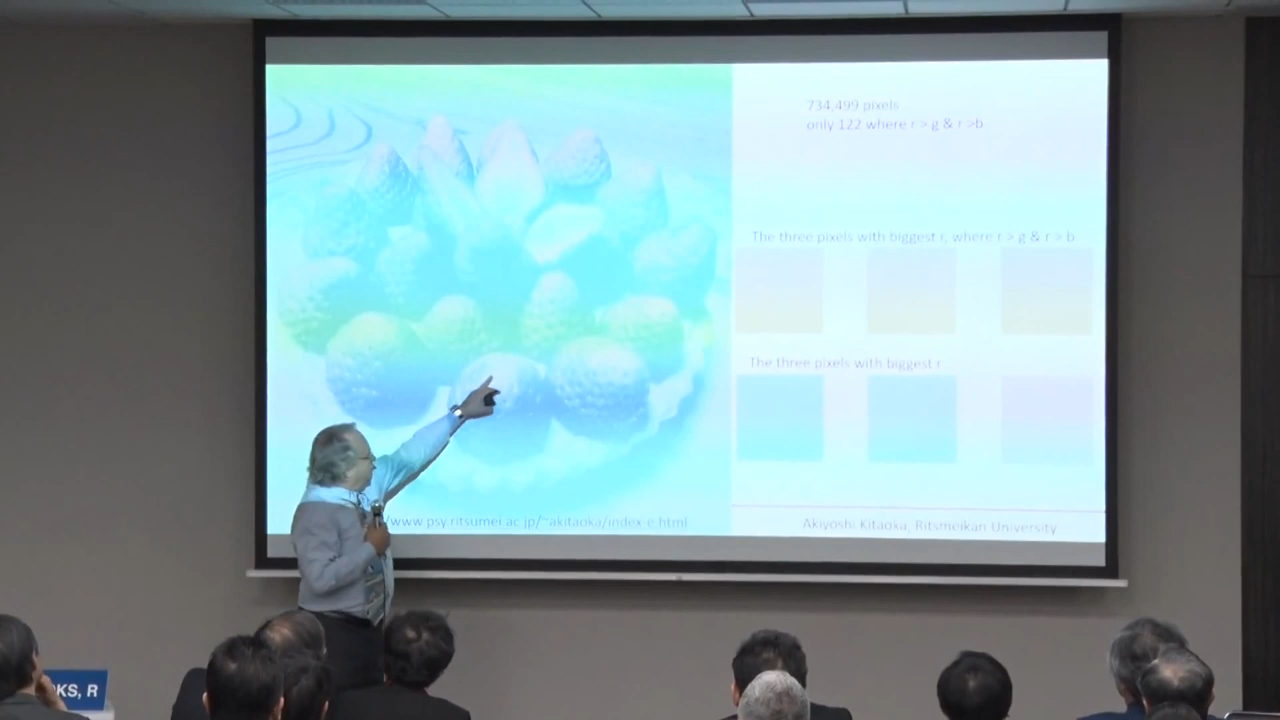 734,499 pixels
only 122 where r > g & r >b
The three pixels with biggest r, where r > g & r > b
The three pixels with biggest r
/www.psy.ritsumei.ac.jp/~akitaoka/index-e.html
Akiyoshi Kitaoka, Ritsmeikan University
KS, R